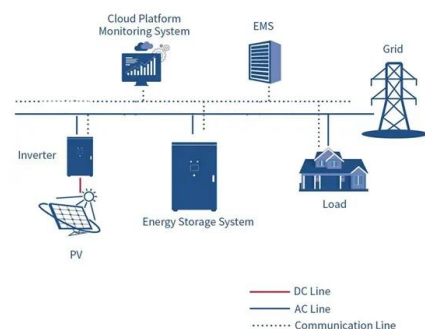 Cloud Platform
Monitoring System
EMS
Grid
Inverter
Energy Storage System
Load
PV
DC Line
AC Line
Communication Line